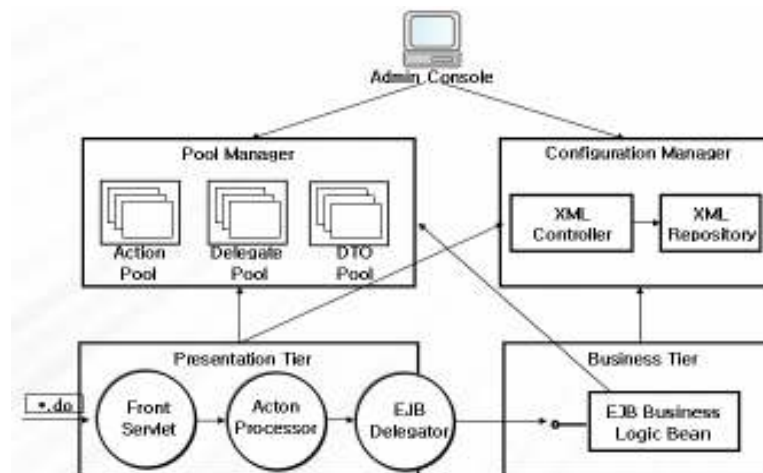 Admin Console
Pool Manager
Action
Pool
Delegate
Pool
DTO
Pool
Configuration Manager
XML
Controller
XML
Repository
Presentation Tier
*.do
Front
Servlet
Acton
Processor
EJB
Delegator
Business Tier
EJB Business
Logic Bean